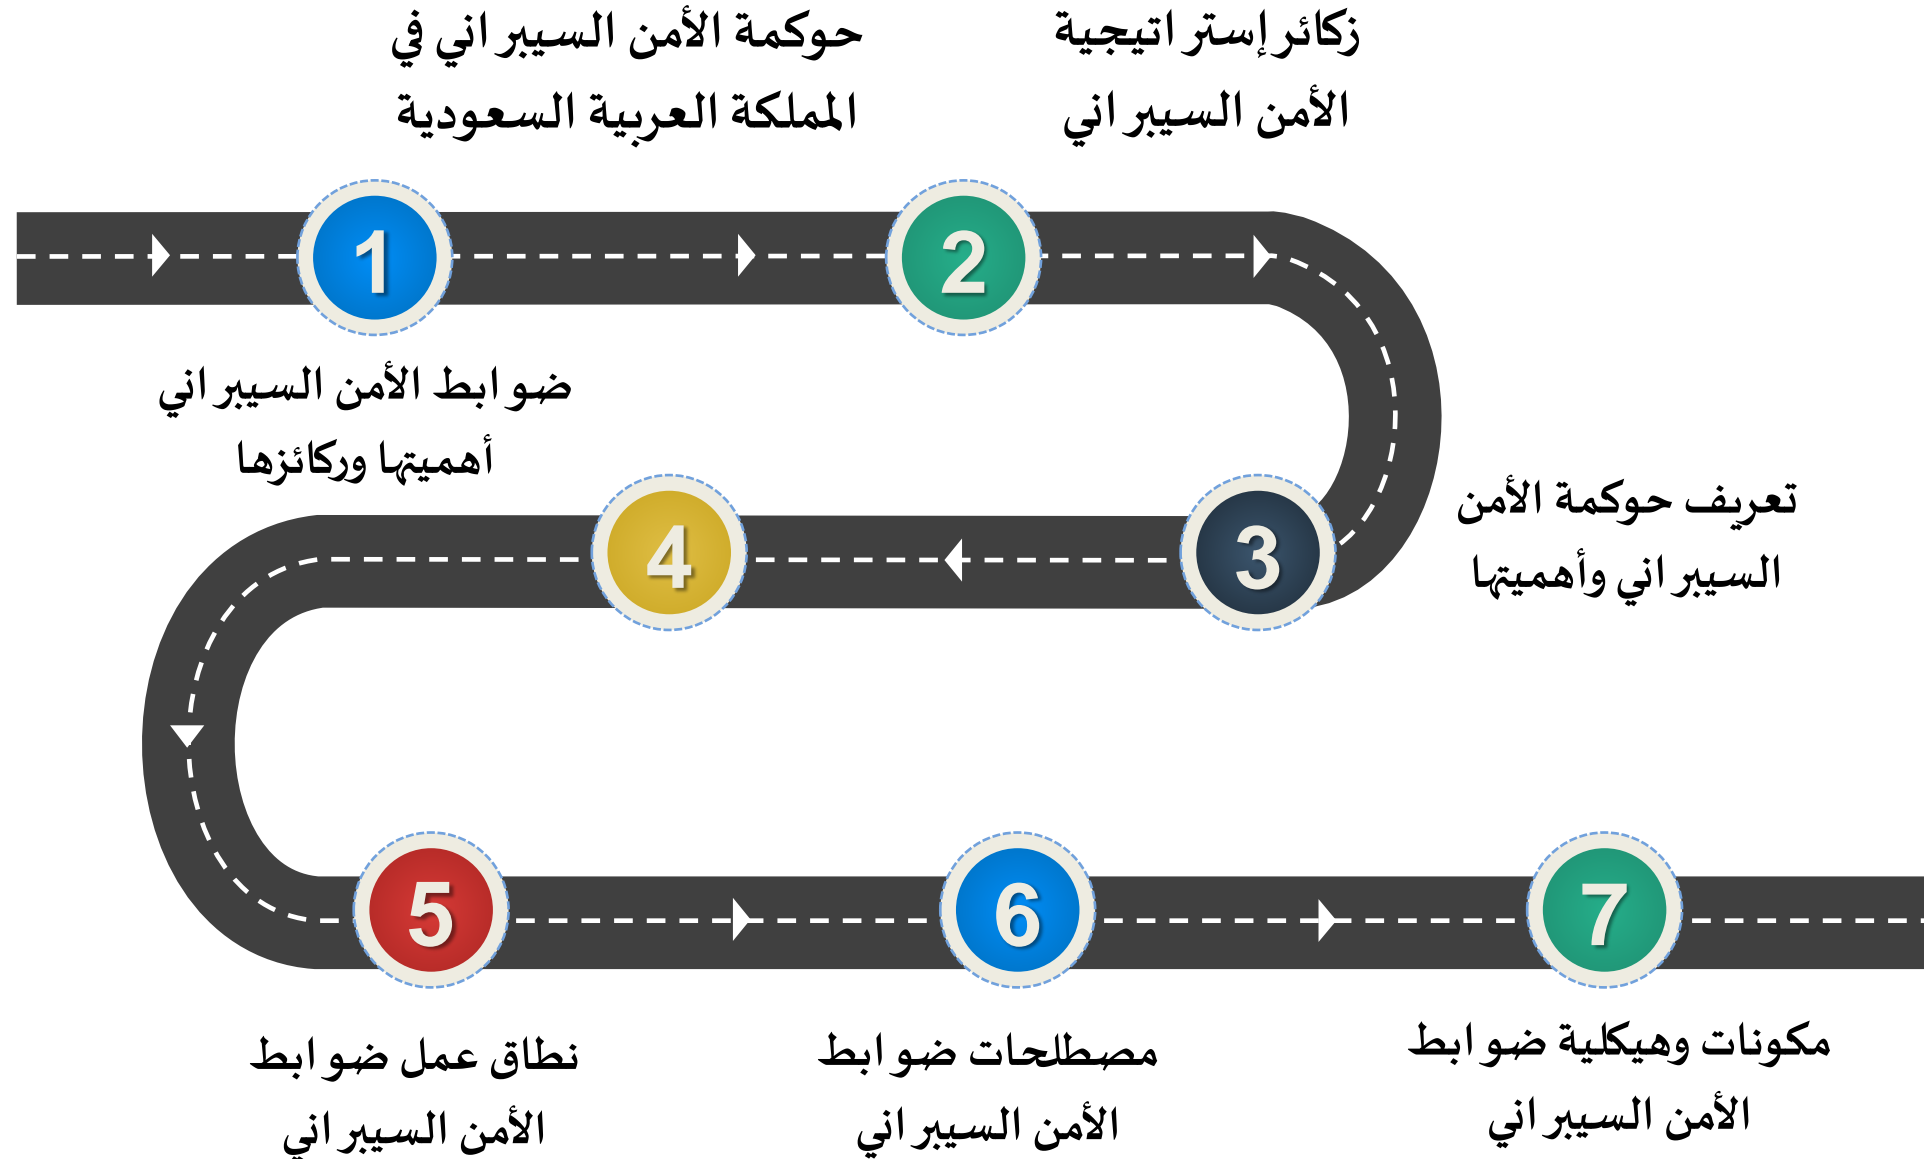 حوكمة الأمن السيبراني في
المملكة العربية السعودية
1
زكائر إستراتيجية
الأمن السيبراني
2
تعريف حوكمة الأمن
السيبراني وأهميتها
3
ضوابط الأمن السيبراني
أهميتها وركائزها
4
5
نطاق عمل ضوابط
الأمن السيبراني
6
مصطلحات ضوابط
الأمن السيبراني
7
مكونات وهيكلية ضوابط
الأمن السيبراني